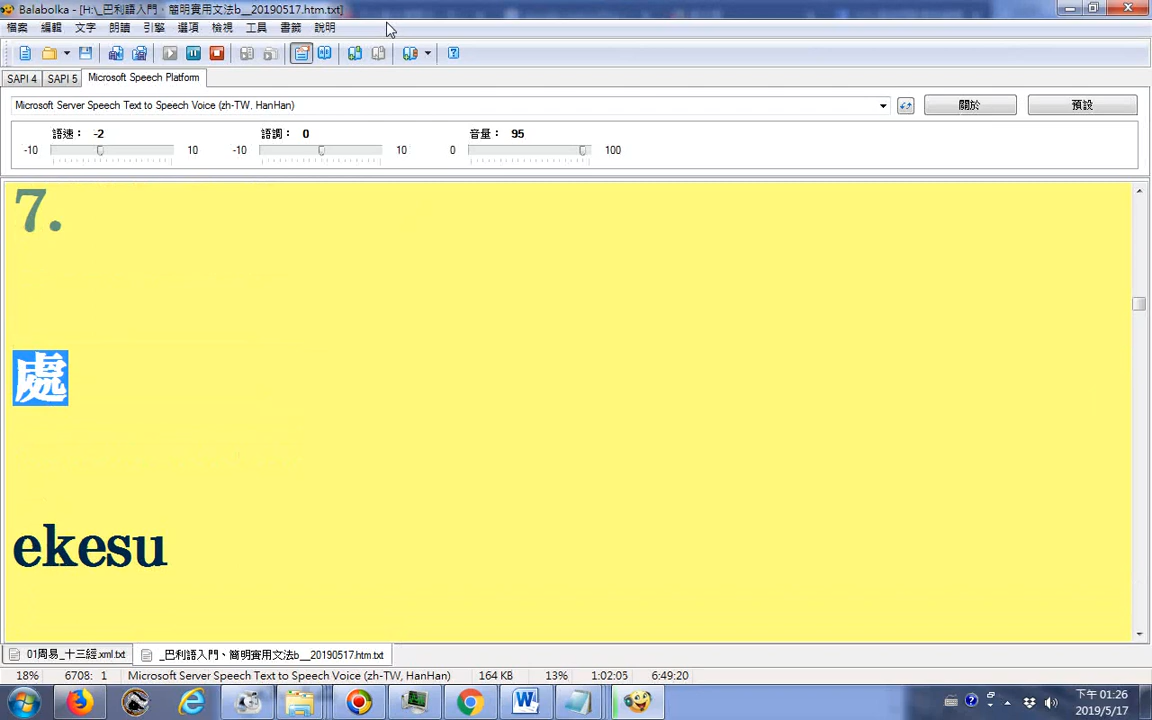 Balabolka - [H:\_巴利語入門、簡明實用文法b__20190517.htm.txt]
檔案 編輯 文字 朗讀 引擎 選項 檢視 工具 書籤 說明
SAPI 4 SAPI 5 Microsoft Speech Platform
Microsoft Server Speech Text to Speech Voice (zh-TW, HanHan) 關於 預設
語速： -2 語調： 0 音量： 95
-10 10 -10 10 0 100
7.
處
ekesu
01周易_十三經.xml.txt _巴利語入門、簡明實用文法b__20190517.htm.txt
18% 6708: 1 Microsoft Server Speech Text to Speech Voice (zh-TW, HanHan) 164 KB 13% 1:02:05 6:49:20
下午 01:26
2019/5/17